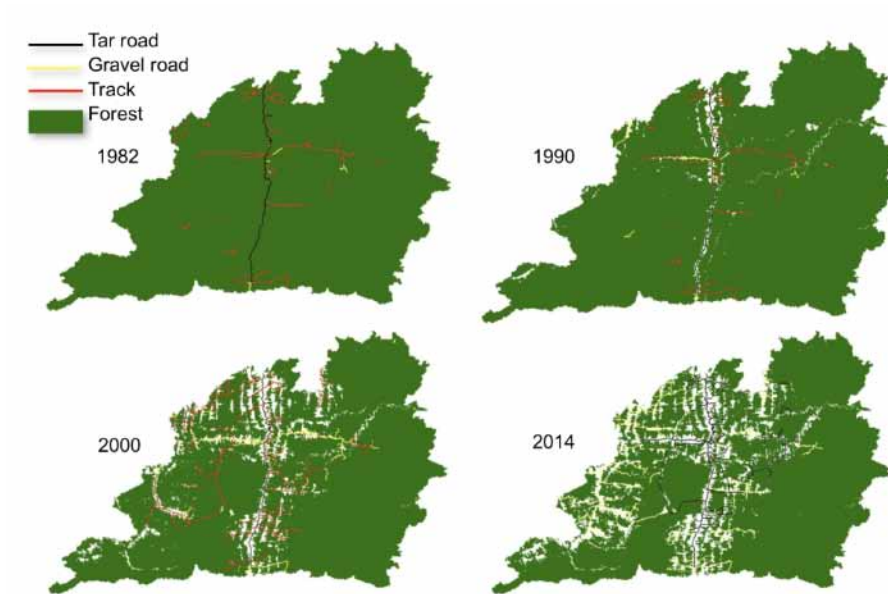 Tar road
Gravel road
Track
Forest
1982
1990
2000
2014